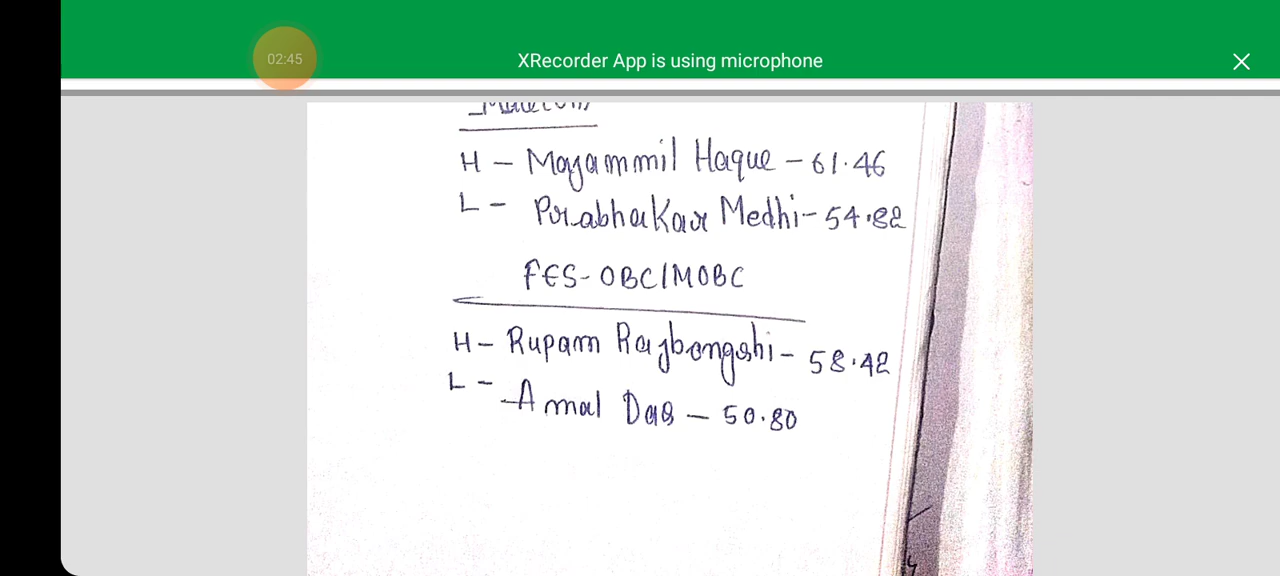 02:45
XRecorder App is using microphone
H - Moyammil Haque - 61.46
L - Prabhakar Medhi - 54.82
FES - OBC/MOBC
H - Rupam Rajbongshi - 58.42
L - Amal Das - 50.80